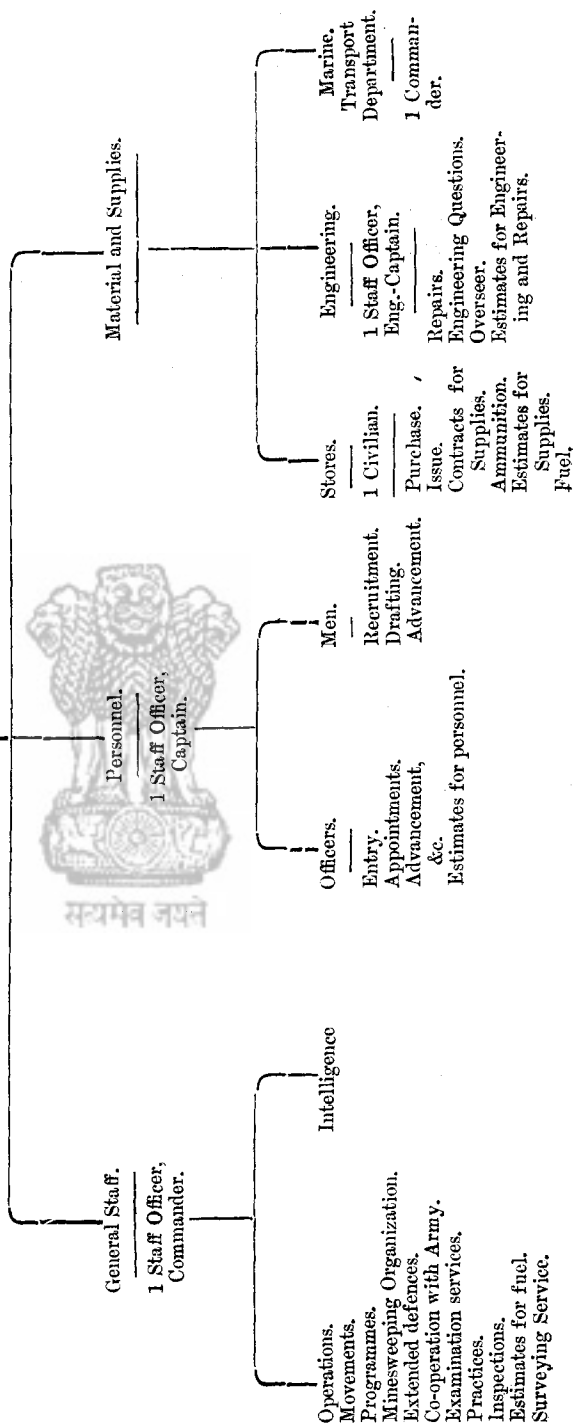 General Staff.
1 Staff Officer,
Commander.
Operations.
Movements.
Programmes.
Minesweeping Organization.
Extended defences.
Co-operation with Army.
Examination services.
Practices.
Inspections.
Estimates for fuel.
Surveying Service.
Intelligence
Personnel.
1 Staff Officer,
Captain.
Officers.
Entry.
Appointments.
Advancement,
&c.
Estimates for personnel.
Men.
Recruitment.
Drafting.
Advancement.
Material and Supplies.
Stores.
1 Civilian.
Purchase.
Issue.
Contracts for
Supplies.
Ammunition.
Estimates for
Supplies.
Fuel.
Engineering.
1 Staff Officer,
Eng.-Captain.
Repairs.
Engineering Questions.
Overseer.
Estimates for Engineer-
ing and Repairs.
Marine.
Transport
Department.
1 Comman-
der.
सत्यमेव जयते